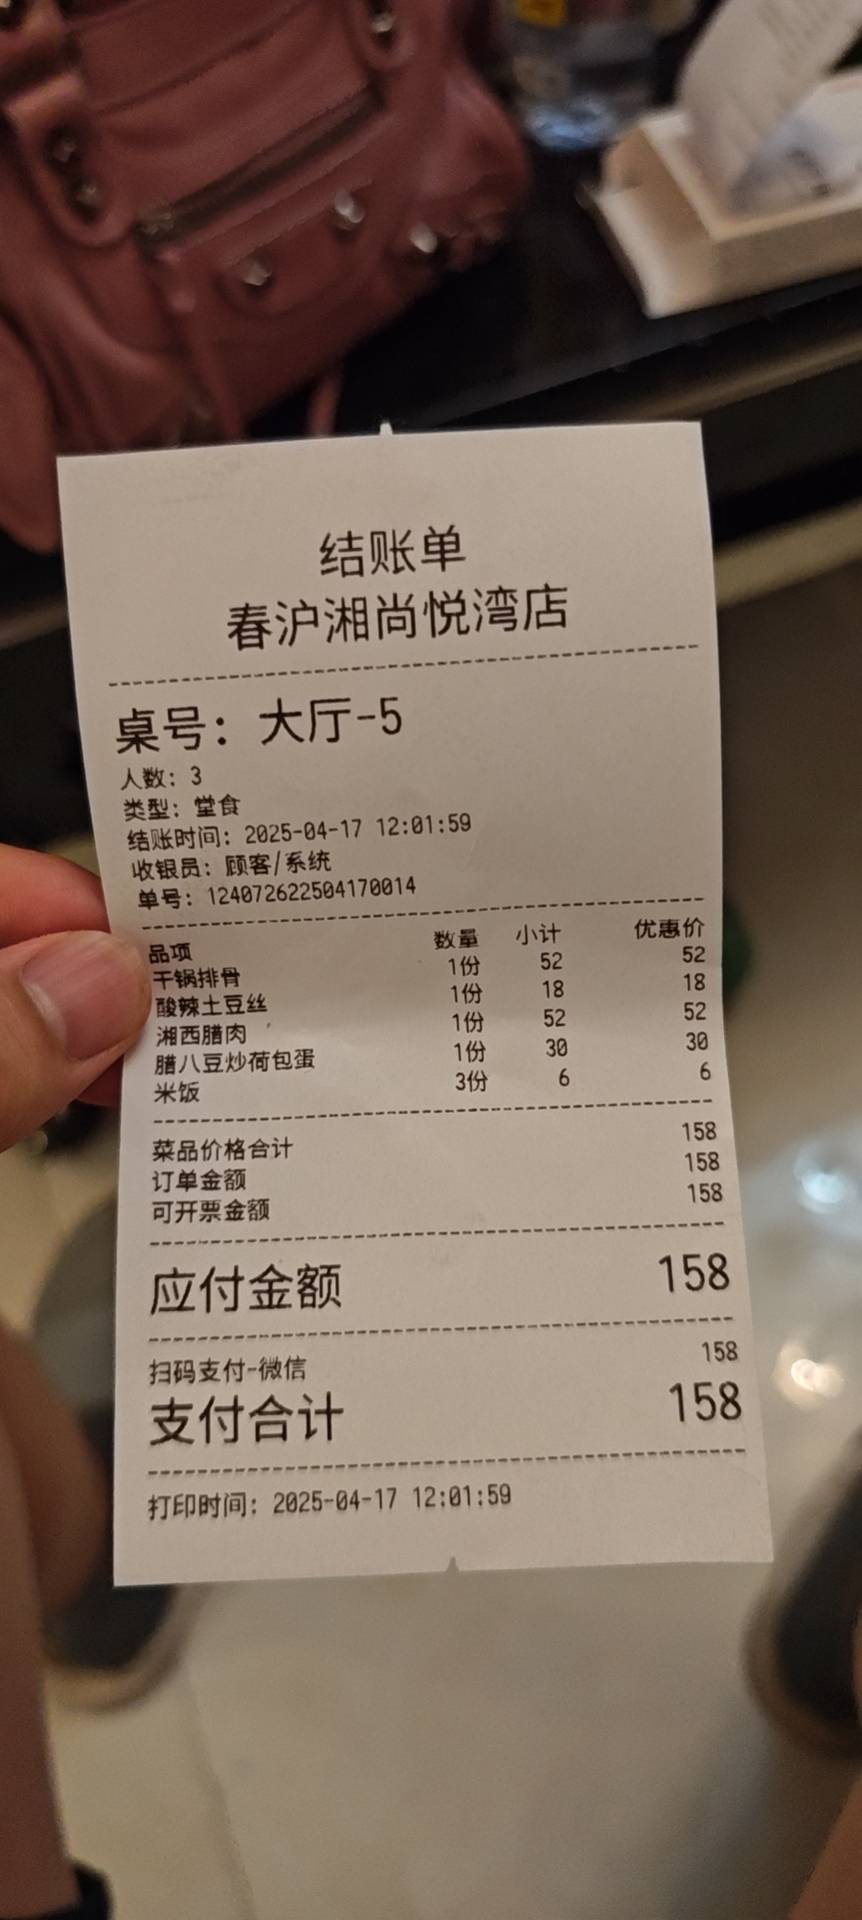 结账单
春沪湘尚悦湾店
桌号：大厅-5
人数：3
类型：堂食
结账时间：2025-04-17 12:01:59
收银员：顾客/系统
单号：124072622504170014
品项 数量 小计 优惠价
干锅排骨 1份 52 52
酸辣土豆丝 1份 18 18
湘西腊肉 1份 52 52
腊八豆炒荷包蛋 1份 30 30
米饭 3份 6 6
菜品价格合计 158
订单金额 158
可开票金额 158
应付金额 158
扫码支付-微信 158
支付合计 158
打印时间：2025-04-17 12:01:59